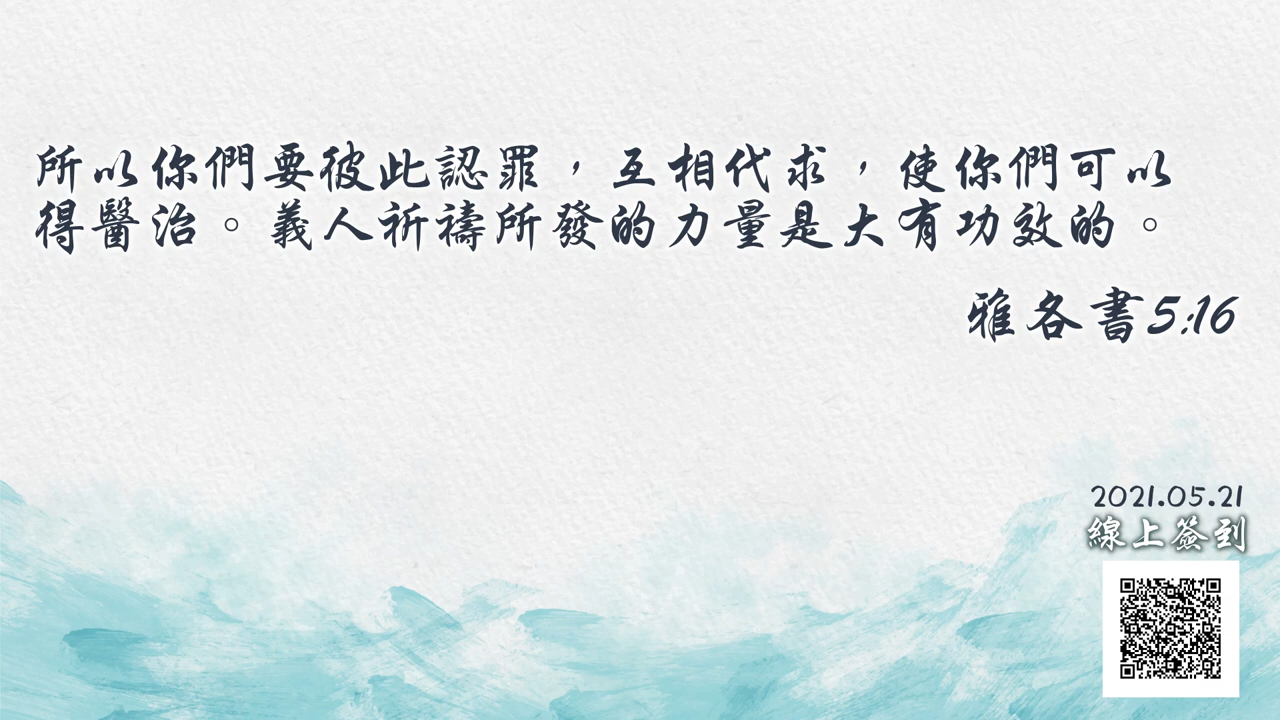 所以你們要彼此認罪，互相代求，使你們可以
得醫治。義人祈禱所發的力量是大有功效的。
雅各書5:16
2021.05.21
線上簽到